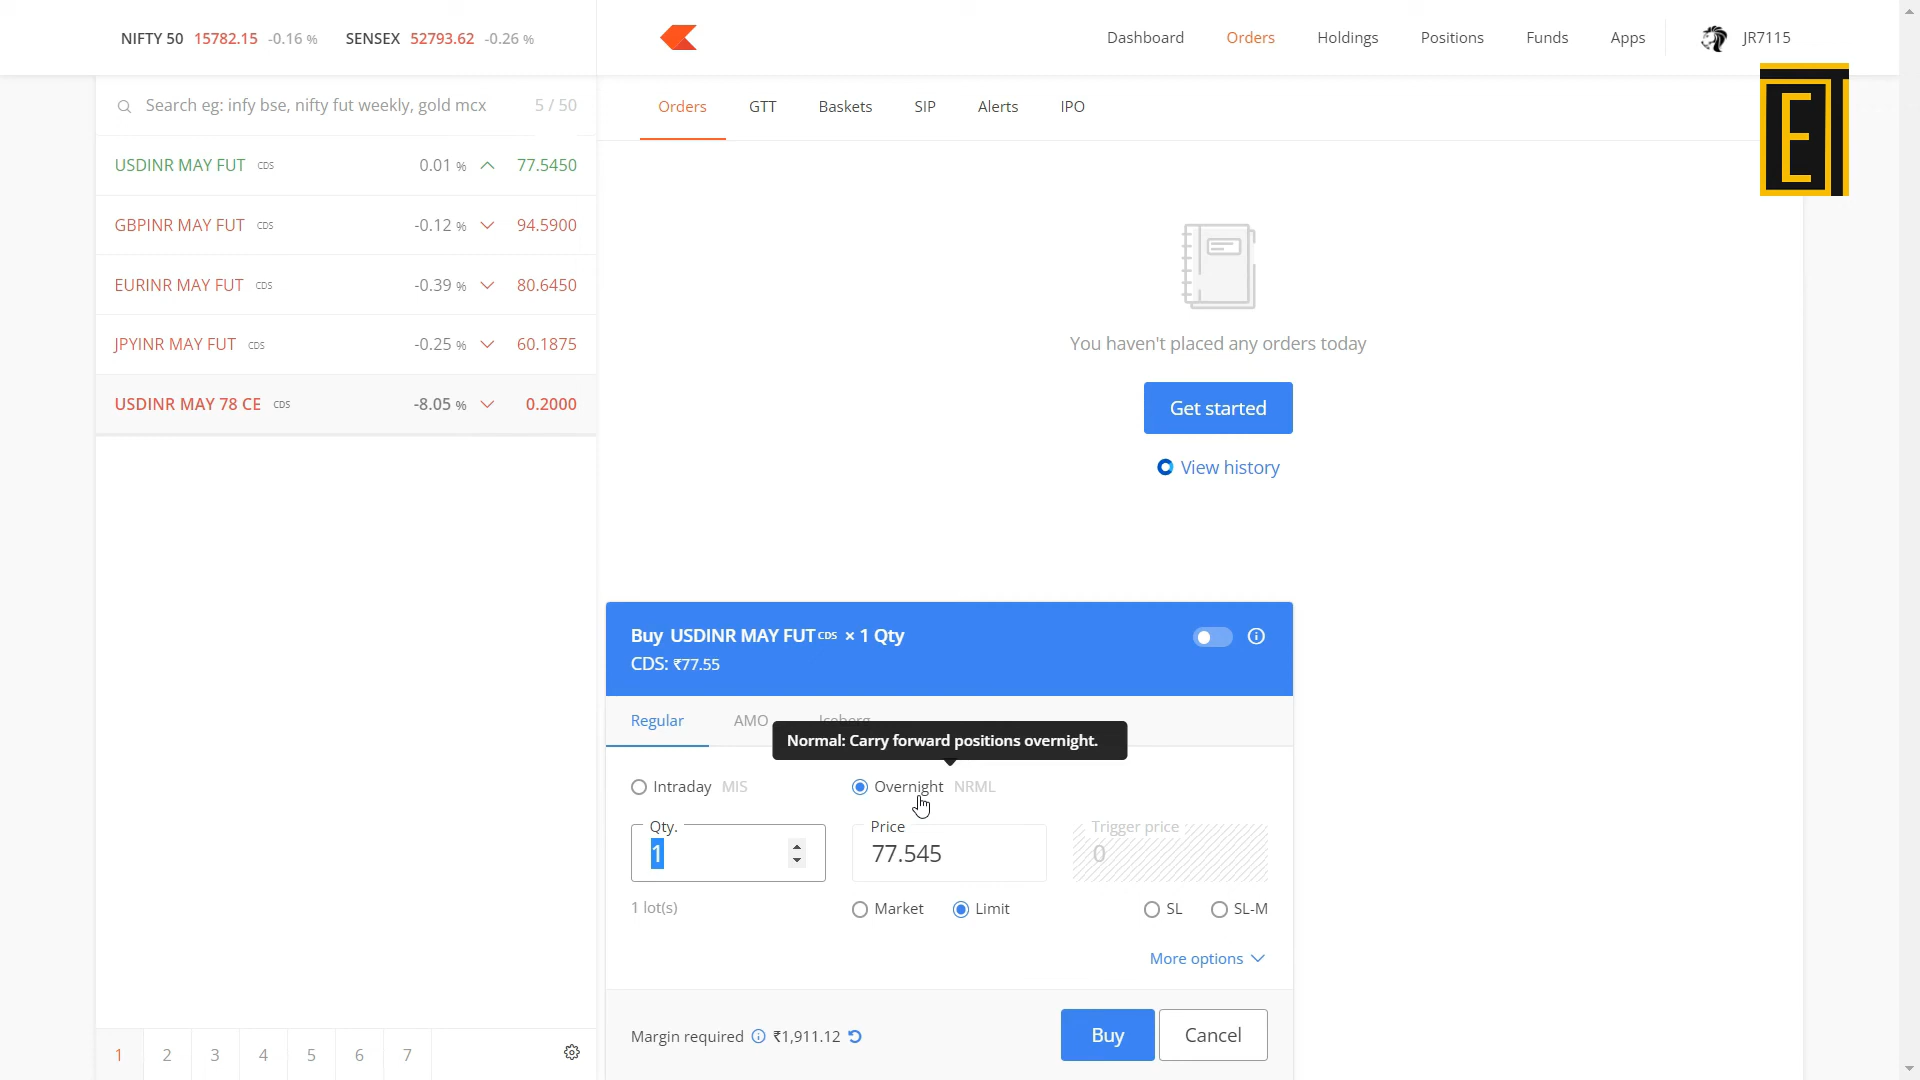 NIFTY 50 15782.15 -0.16 % SENSEX 52793.62 -0.26 %
Dashboard Orders Holdings Positions Funds Apps JR7115
Search eg: infy bse, nifty fut weekly, gold mcx 5 / 50
Orders GTT Baskets SIP Alerts IPO
E
USDINR MAY FUT CDS 0.01 % 77.5450
GBPINR MAY FUT CDS -0.12 % 94.5900
EURINR MAY FUT CDS -0.39 % 80.6450
JPYINR MAY FUT CDS -0.25 % 60.1875
USDINR MAY 78 CE CDS -8.05 % 0.2000
You haven't placed any orders today
Get started
View history
Buy USDINR MAY FUT CDS × 1 Qty
CDS: ₹77.55
Regular AMO Iceberg
Normal: Carry forward positions overnight.
Intraday MIS Overnight NRML
Qty. Price Trigger price
1 77.545 0
1 lot(s) Market Limit SL SL-M
More options
Margin required ₹1,911.12 Buy Cancel
1 2 3 4 5 6 7